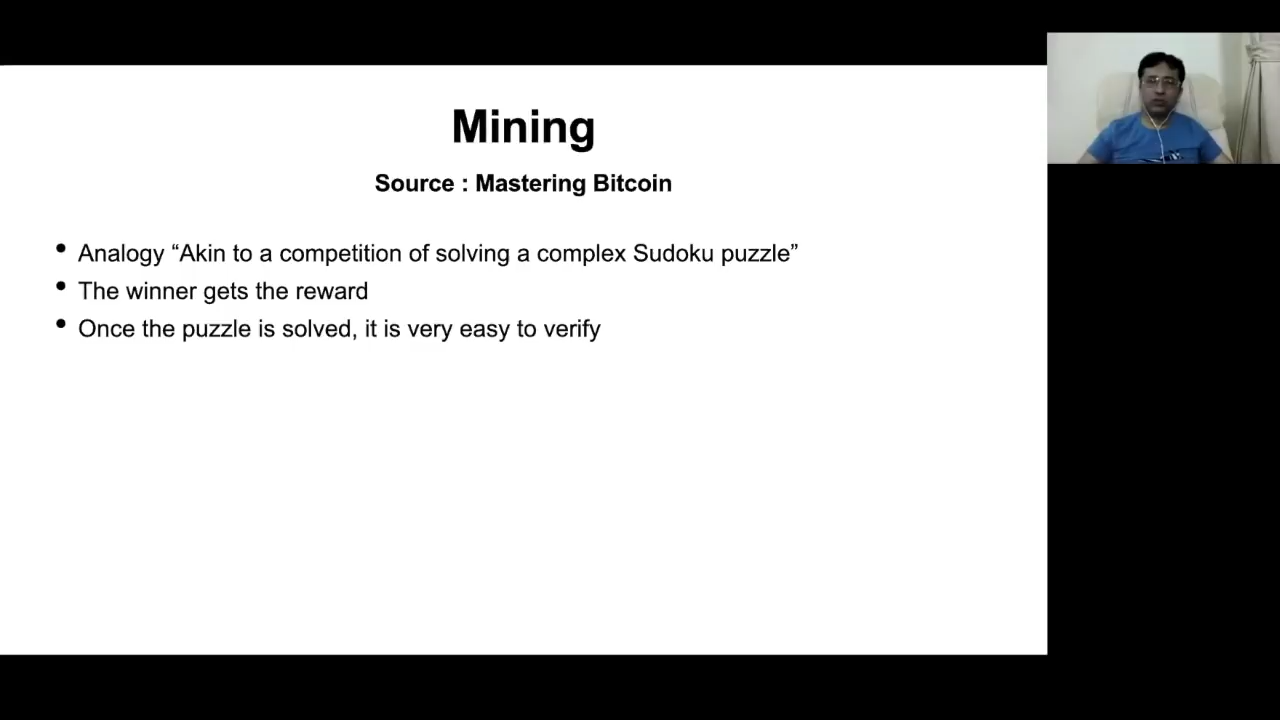 Mining
Source : Mastering Bitcoin
• Analogy “Akin to a competition of solving a complex Sudoku puzzle”
• The winner gets the reward
• Once the puzzle is solved, it is very easy to verify